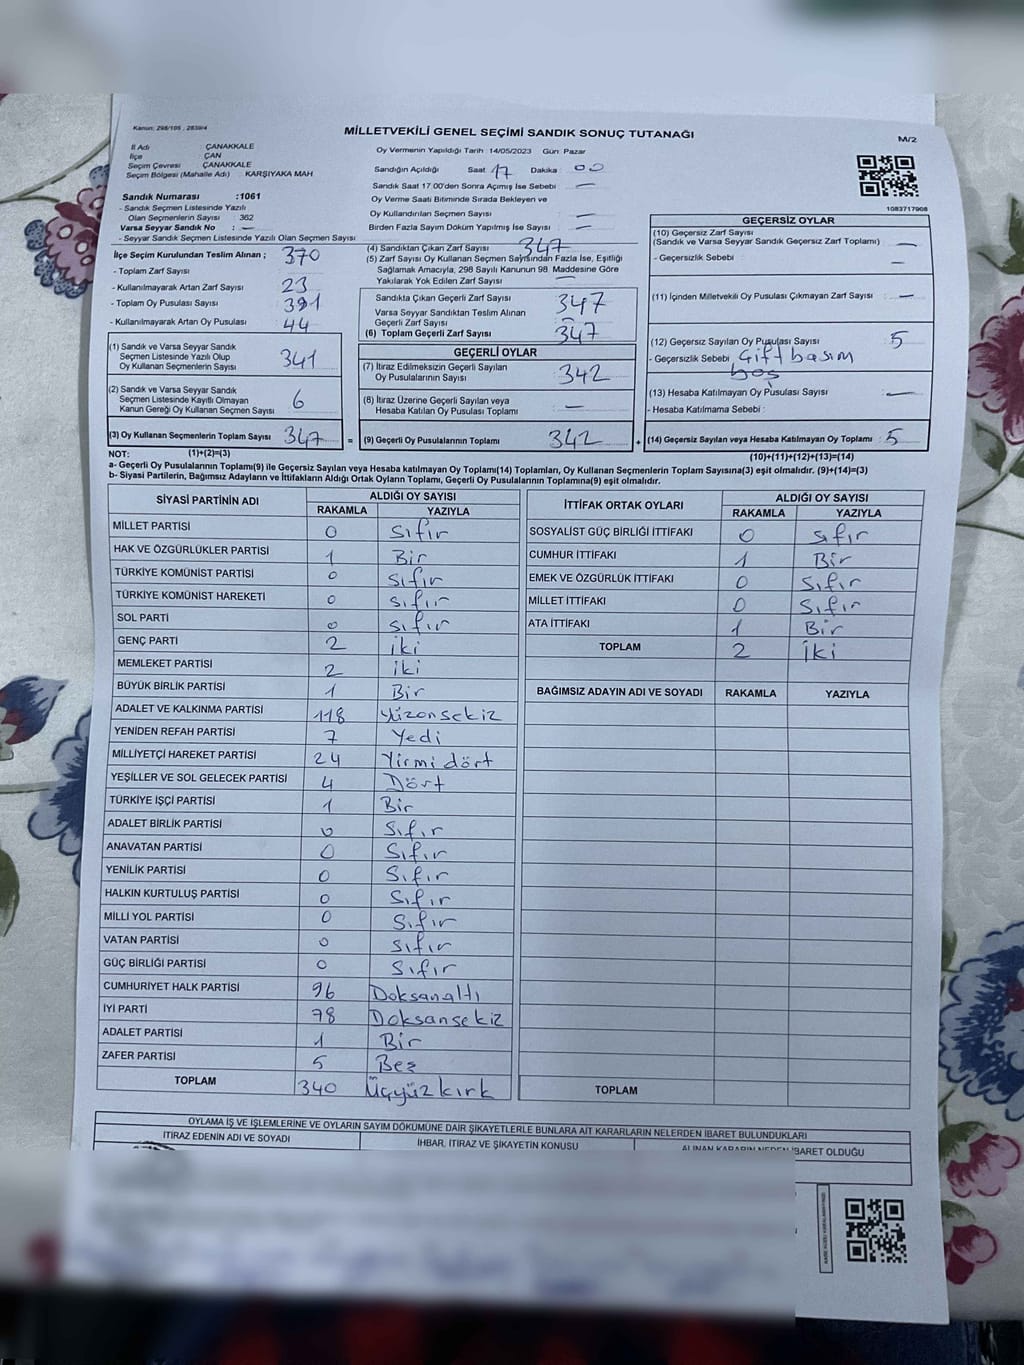 Kanun: 298/105 , 2839/4
MİLLETVEKİLİ GENEL SEÇİMİ SANDIK SONUÇ TUTANAĞI
M/2
İl Adı : ÇANAKKALE
İlçe : ÇAN
Seçim Çevresi : ÇANAKKALE
Seçim Bölgesi (Mahalle Adı) : KARŞIYAKA MAH
Sandık Numarası :1061
- Sandık Seçmen Listesinde Yazılı
Olan Seçmenlerin Sayısı : 362
Varsa Seyyar Sandık No : —
- Seyyar Seçmen Listesinde Yazılı Olan Seçmen Sayısı
Oy Vermenin Yapıldığı Tarih : 14/05/2023 Gün: Pazar
Sandığın Açıldığı Saat 17 Dakika : 00
Sandık Saat 17.00'den Sonra Açımış İse Sebebi —
Oy Verme Saati Bitiminde Sırada Bekleyen ve
Oy Kullandırılan Seçmen Sayısı —
Birden Fazla Sayım Döküm Yapılmış İse Sayısı —
1083717908
İlçe Seçim Kurulundan Teslim Alınan ; 370
- Toplam Zarf Sayısı
- Kullanılmayarak Artan Zarf Sayısı 23
- Toplam Oy Pusulası Sayısı 391
- Kullanılmayarak Artan Oy Pusulası 44
(1) Sandık ve Varsa Seyyar Sandık
Seçmen Listesinde Yazılı Olup
Oy Kullanan Seçmenlerin Sayısı 341
(2) Sandık ve Varsa Seyyar Sandık
Seçmen Listesinde Kayıtlı Olmayan
Kanun Gereği Oy Kullanan Seçmen Sayısı 6
(3) Oy Kullanan Seçmenlerin Toplam Sayısı 347 =
(4) Sandıktan Çıkan Zarf Sayısı 347
(5) Zarf Sayısı Oy Kullanan Seçmen Sayısından Fazla İse, Eşitliği
Sağlamak Amacıyla, 298 Sayılı Kanunun 98. Maddesine Göre
Yakılarak Yok Edilen Zarf Sayısı —
Sandıkta Çıkan Geçerli Zarf Sayısı 347
Varsa Seyyar Sandıktan Teslim Alınan
Geçerli Zarf Sayısı —
(6) Toplam Geçerli Zarf Sayısı 347
GEÇERLİ OYLAR
(7) İtiraz Edilmeksizin Geçerli Sayılan
Oy Pusulalarının Sayısı 342
(8) İtiraz Üzerine Geçerli Sayılan veya
Hesaba Katılan Oy Pusulası Toplamı —
(9) Geçerli Oy Pusulalarının Toplamı 342 +
GEÇERSİZ OYLAR
(10) Geçersiz Zarf Sayısı
(Sandık ve Varsa Seyyar Sandık Geçersiz Zarf Toplamı) —
- Geçersizlik Sebebi —
(11) İçinden Milletvekili Oy Pusulası Çıkmayan Zarf Sayısı —
(12) Geçersiz Sayılan Oy Pusulası Sayısı 5
- Geçersizlik Sebebi Çift basım
boş
(13) Hesaba Katılmayan Oy Pusulası Sayısı —
- Hesaba Katılmama Sebebi :
(14) Geçersiz Sayılan veya Hesaba Katılmayan Oy Toplamı 5
NOT: (1)+(2)=(3) (10)+(11)+(12)+(13)=(14)
a- Geçerli Oy Pusulalarının Toplamı(9) ile Geçersiz Sayılan veya Hesaba katılmayan Oy Toplamı(14) Toplamları, Oy Kullanan Seçmenlerin Toplam Sayısına(3) eşit olmalıdır. (9)+(14)=(3)
b- Siyasi Partilerin, Bağımsız Adayların ve İttifakların Aldığı Ortak Oyların Toplamı, Geçerli Oy Pusulalarının Toplamına(9) eşit olmalıdır.
SİYASİ PARTİNİN ADI ALDIĞI OY SAYISI
RAKAMLA YAZIYLA
MİLLET PARTİSİ 0 Sıfır
HAK VE ÖZGÜRLÜKLER PARTİSİ 1 Bir
TÜRKİYE KOMÜNİST PARTİSİ 0 Sıfır
TÜRKİYE KOMÜNİST HAREKETİ 0 Sıfır
SOL PARTİ 0 Sıfır
GENÇ PARTİ 2 İki
MEMLEKET PARTİSİ 2 İki
BÜYÜK BİRLİK PARTİSİ 1 Bir
ADALET VE KALKINMA PARTİSİ 118 Yüzonsekiz
YENİDEN REFAH PARTİSİ 7 Yedi
MİLLİYETÇİ HAREKET PARTİSİ 24 Yirmi dört
YEŞİLLER VE SOL GELECEK PARTİSİ 4 Dört
TÜRKİYE İŞÇİ PARTİSİ 1 Bir
ADALET BİRLİK PARTİSİ 0 Sıfır
ANAVATAN PARTİSİ 0 Sıfır
YENİLİK PARTİSİ 0 Sıfır
HALKIN KURTULUŞ PARTİSİ 0 Sıfır
MİLLİ YOL PARTİSİ 0 Sıfır
VATAN PARTİSİ 0 Sıfır
GÜÇ BİRLİĞİ PARTİSİ 0 Sıfır
CUMHURİYET HALK PARTİSİ 96 Doksanaltı
İYİ PARTİ 78 Doksansekiz
ADALET PARTİSİ 1 Bir
ZAFER PARTİSİ 5 Beş
TOPLAM 340 Üçyüz kırk
İTTİFAK ORTAK OYLARI ALDIĞI OY SAYISI
RAKAMLA YAZIYLA
SOSYALİST GÜÇ BİRLİĞİ İTTİFAKI 0 Sıfır
CUMHUR İTTİFAKI 1 Bir
EMEK VE ÖZGÜRLÜK İTTİFAKI 0 Sıfır
MİLLET İTTİFAKI 0 Sıfır
ATA İTTİFAKI 1 Bir
TOPLAM 2 İki
BAĞIMSIZ ADAYIN ADI VE SOYADI RAKAMLA YAZIYLA
TOPLAM
OYLAMA İŞ VE İŞLEMLERİNE VE OYLARIN SAYIM DÖKÜMÜNE DAİR ŞİKAYETLERLE BUNLARA AİT KARARLARIN NELERDEN İBARET BULUNDUKLARI
İTİRAZ EDENİN ADI VE SOYADI İHBAR, İTİRAZ VE ŞİKAYETİN KONUSU ALINAN KARARIN NEDEN İBARET OLDUĞU